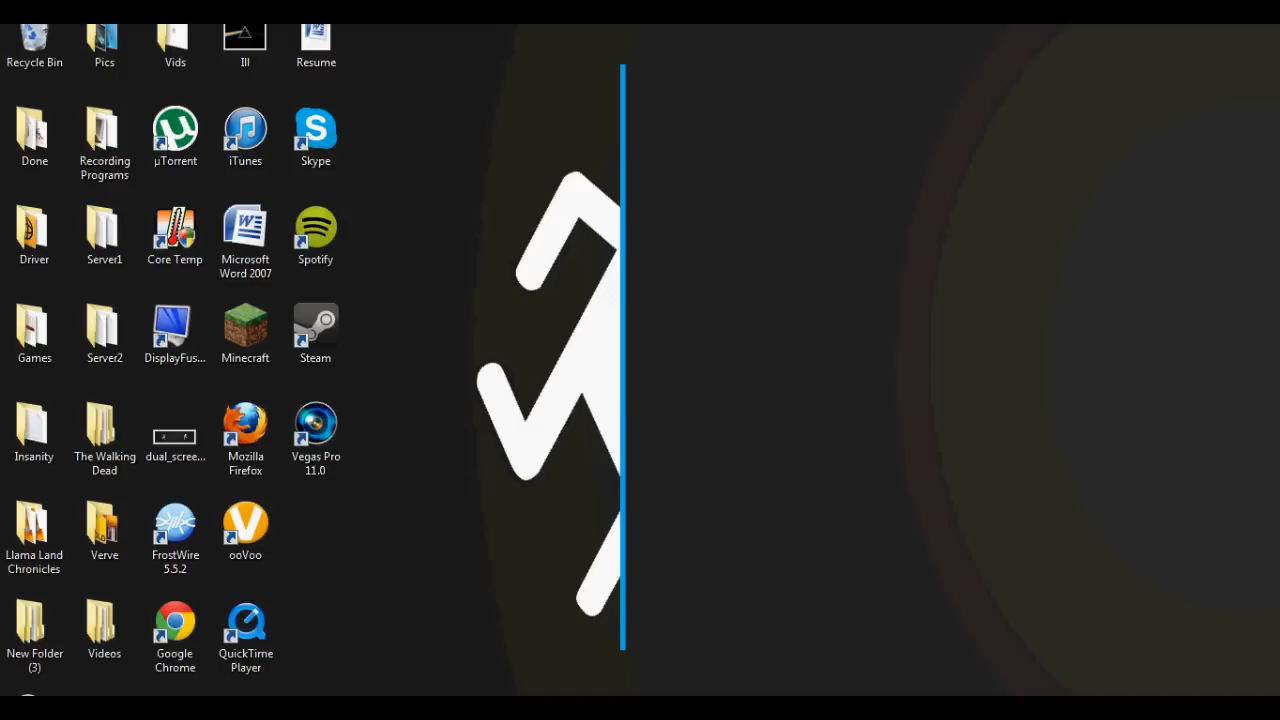 Recycle Bin
Pics
Vids
Ill
Resume
Done
Recording
Programs
µTorrent
iTunes
Skype
Driver
Server1
Core Temp
Microsoft
Word 2007
Spotify
Games
Server2
DisplayFus...
Minecraft
Steam
Insanity
The Walking
Dead
dual_scree...
Mozilla
Firefox
Vegas Pro
11.0
Llama Land
Chronicles
Verve
FrostWire
5.5.2
ooVoo
New Folder
(3)
Videos
Google
Chrome
QuickTime
Player